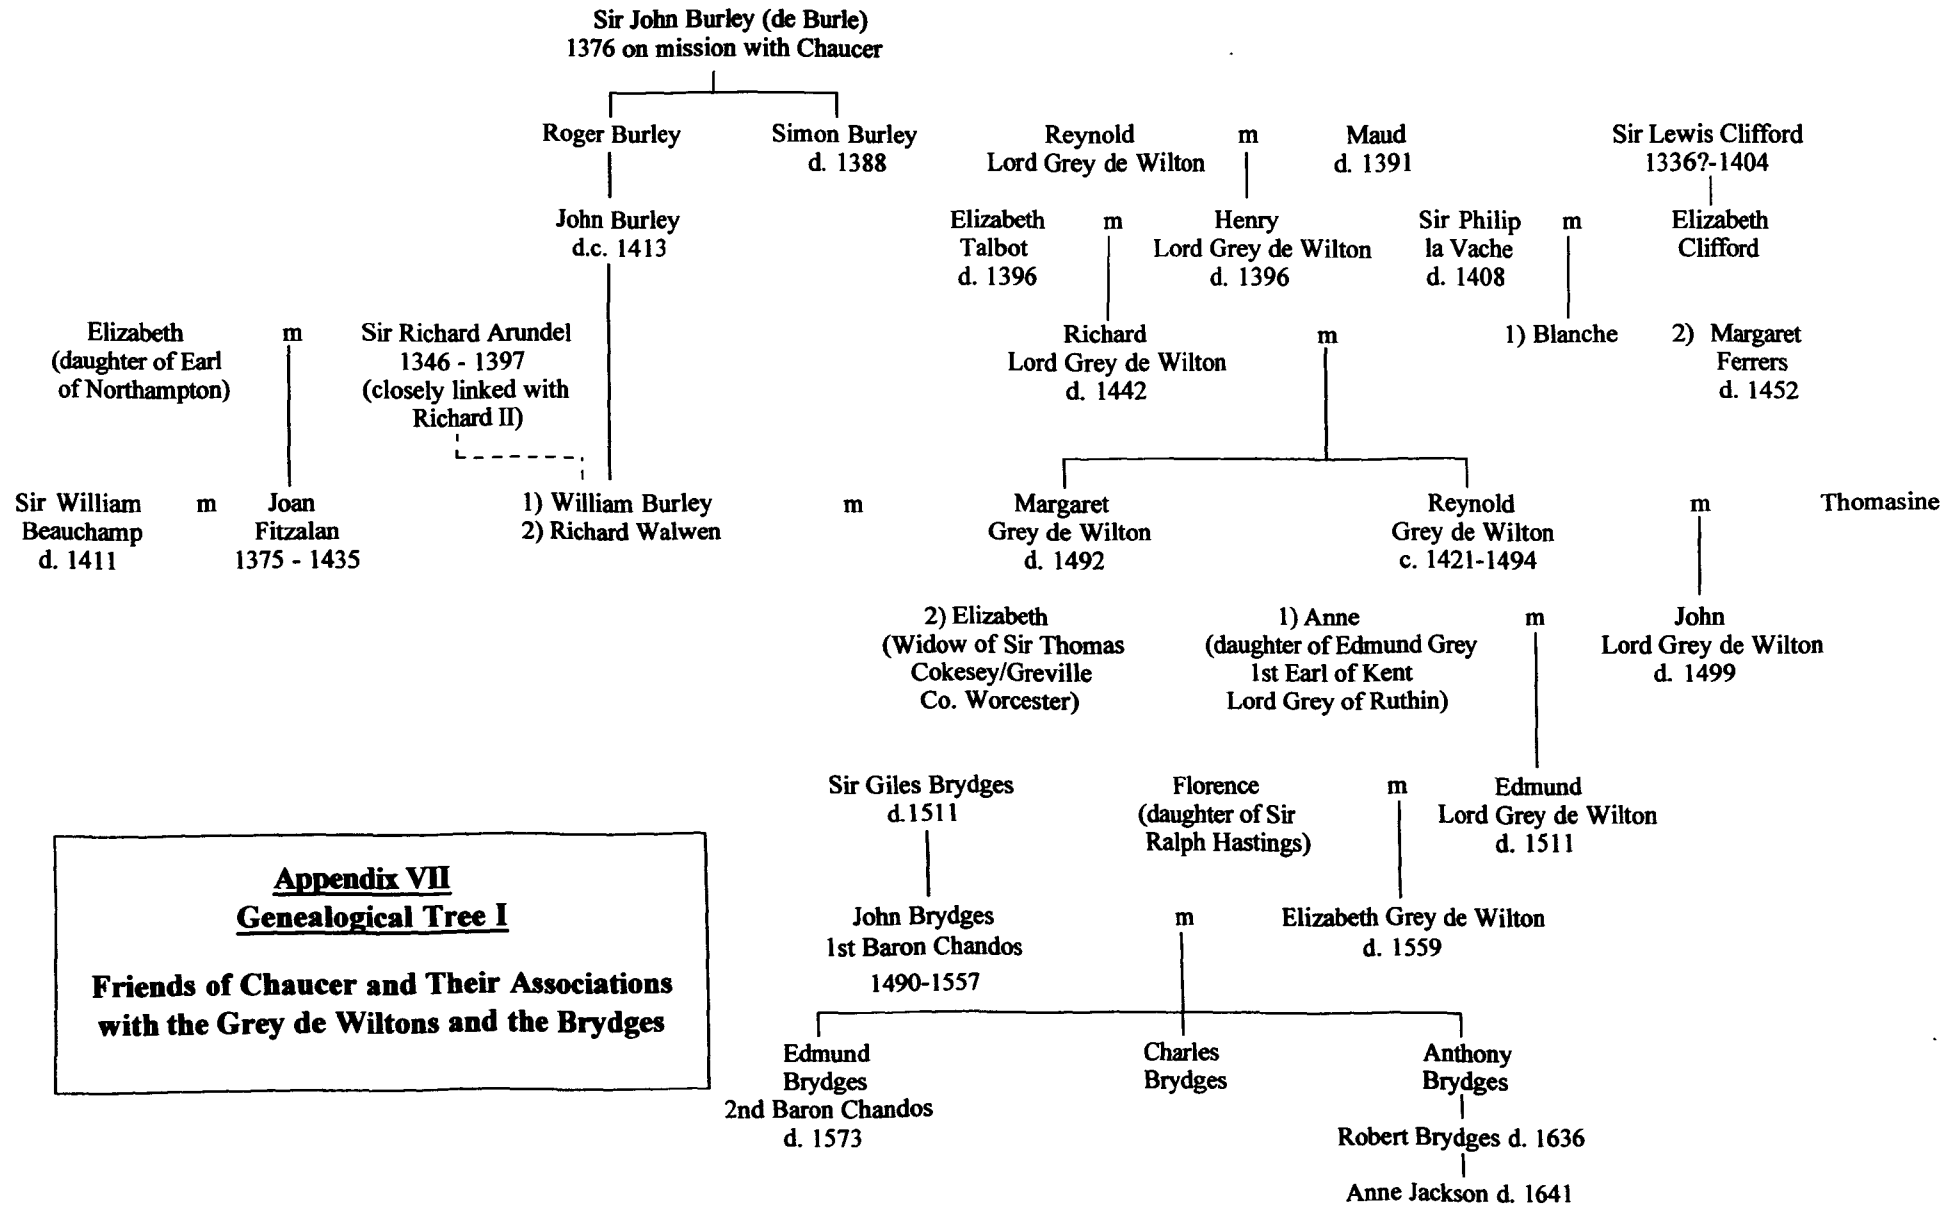 Sir John Burley (de Burle)
1376 on mission with Chaucer
Roger Burley
Simon Burley
d. 1388
Reynold
Lord Grey de Wilton
m
Maud
d. 1391
Sir Lewis Clifford
1336?-1404
John Burley
d.c. 1413
Elizabeth
Talbot
d. 1396
m
Henry
Lord Grey de Wilton
d. 1396
Sir Philip
la Vache
d. 1408
m
Elizabeth
Clifford
Elizabeth
(daughter of Earl
of Northampton)
m
Sir Richard Arundel
1346 - 1397
(closely linked with
Richard II)
Richard
Lord Grey de Wilton
d. 1442
m
1) Blanche
2) Margaret
Ferrers
d. 1452
Sir William
Beauchamp
d. 1411
m
Joan
Fitzalan
1375 - 1435
1) William Burley
2) Richard Walwen
m
Margaret
Grey de Wilton
d. 1492
Reynold
Grey de Wilton
c. 1421-1494
m
Thomasine
2) Elizabeth
(Widow of Sir Thomas
Cokesey/Greville
Co. Worcester)
1) Anne
(daughter of Edmund Grey
1st Earl of Kent
Lord Grey of Ruthin)
m
John
Lord Grey de Wilton
d. 1499
Sir Giles Brydges
d.1511
Florence
(daughter of Sir
Ralph Hastings)
m
Edmund
Lord Grey de Wilton
d. 1511
Appendix VII
Genealogical Tree I
Friends of Chaucer and Their Associations
with the Grey de Wiltons and the Brydges
John Brydges
1st Baron Chandos
1490-1557
m
Elizabeth Grey de Wilton
d. 1559
Edmund
Brydges
2nd Baron Chandos
d. 1573
Charles
Brydges
Anthony
Brydges
Robert Brydges d. 1636
Anne Jackson d. 1641